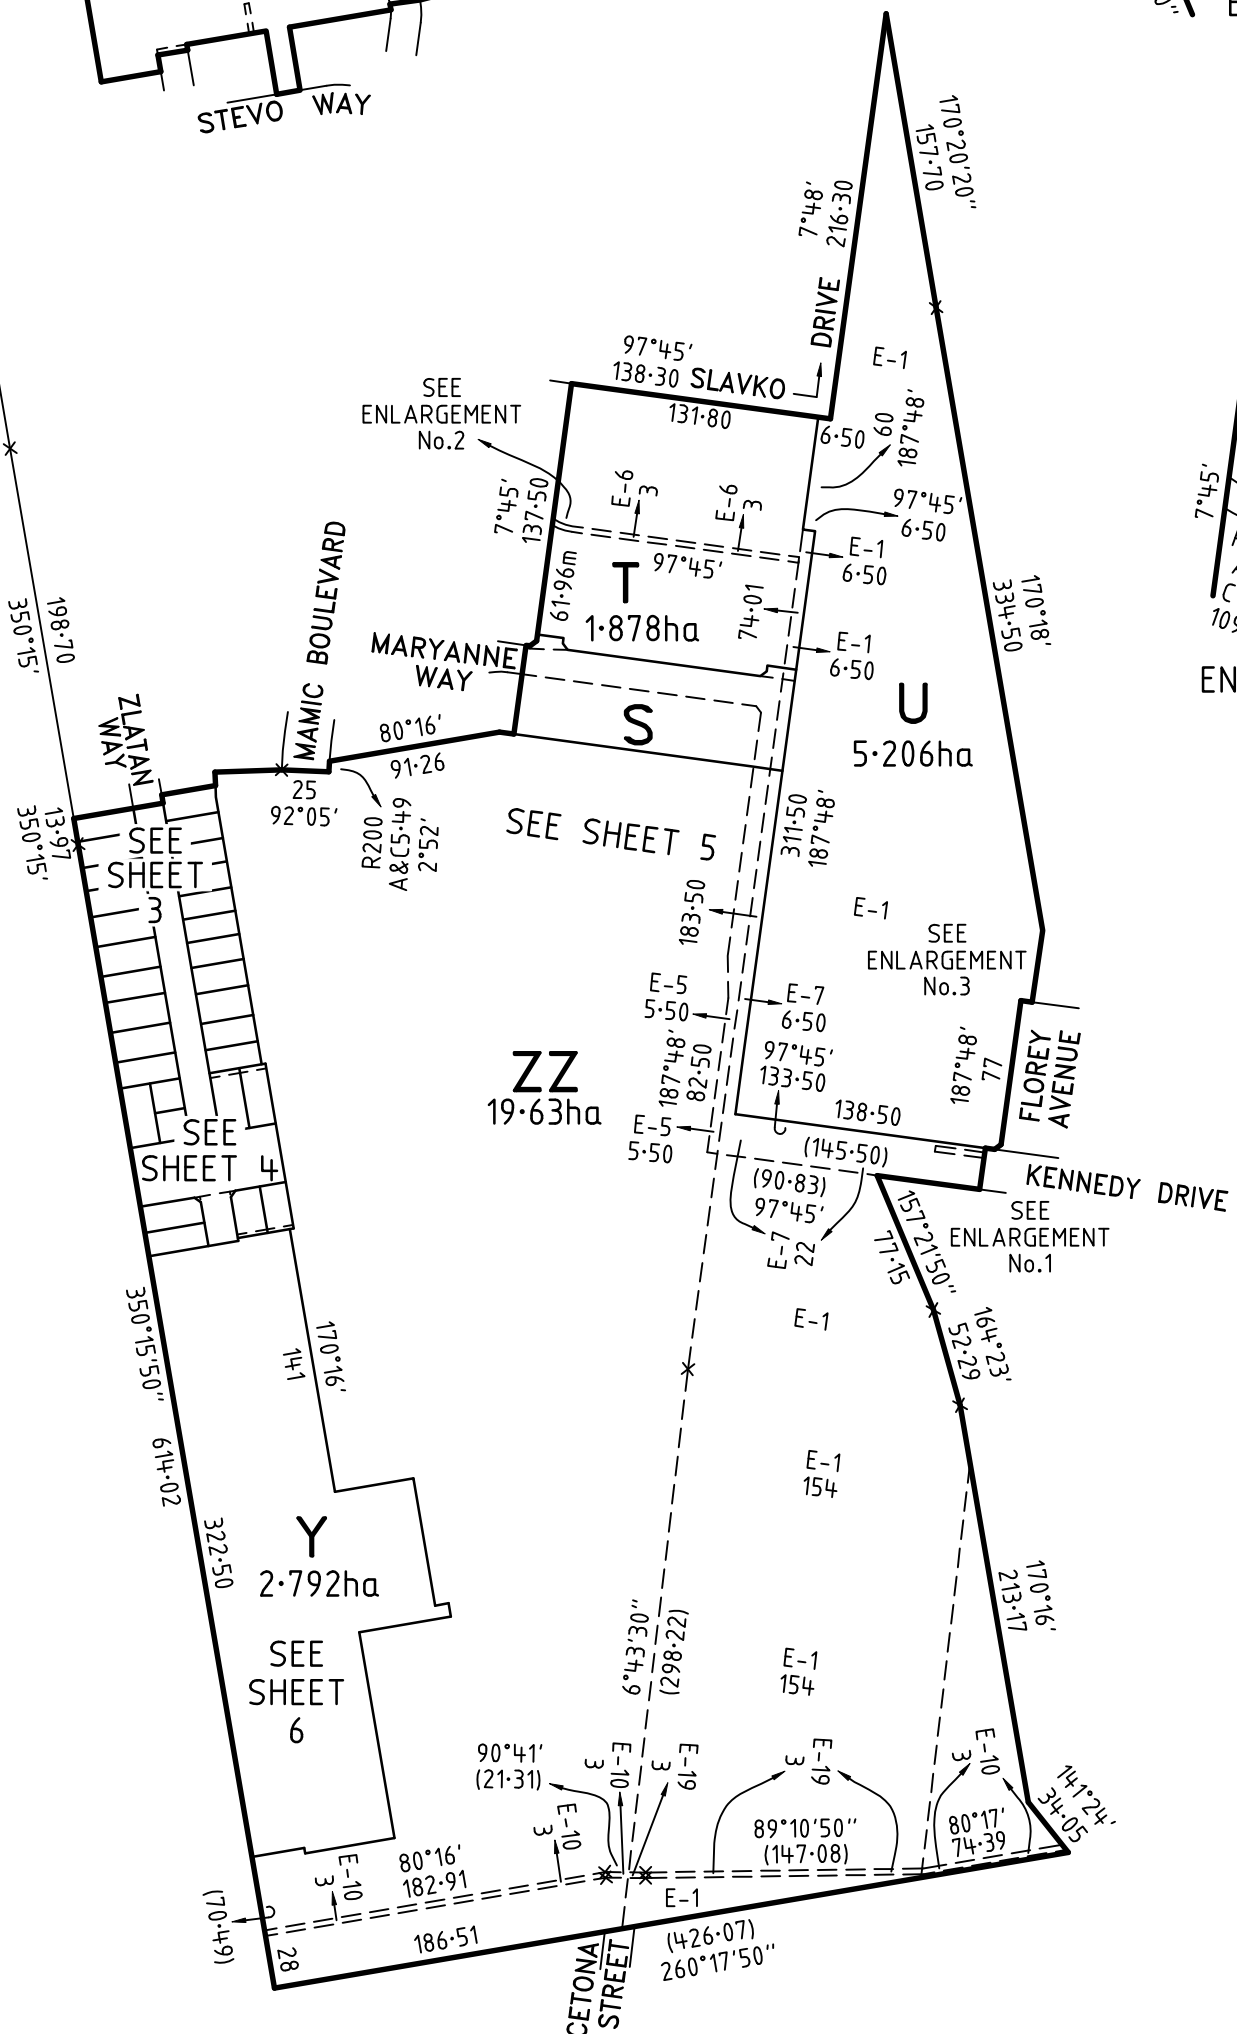 STEVO WAY
170°20'20"
157·70
7°48'
216·30
DRIVE
97°45'
138·30
SLAVKO
131·80
SEE
ENLARGEMENT
No.2
E-1
6·50
60
187°48'
97°45'
6·50
7°45'
137·50
E-6
3
E-6
3
97°45'
E-1
6·50
61·96m
T
1·878ha
74·01
E-1
6·50
170°18'
334·50
7°45'
109
EN
198·70
350°15'
MAMIC BOULEVARD
MARYANNE
WAY
S
U
5·206ha
ZLATAN
WAY
80°16'
91·26
25
92°05'
R200
A&C5·49
2°52'
SEE SHEET 5
311·50
187°48'
13·97
350°15'
SEE
SHEET
3
183·50
E-1
SEE
ENLARGEMENT
No.3
E-5
5·50
E-7
6·50
187°48'
82·50
97°45'
133·50
187°48'
77
FLOREY
AVENUE
ZZ
19·63ha
138·50
E-5
5·50
(145·50)
(90·83)
97°45'
KENNEDY DRIVE
SEE
SHEET 4
SEE
ENLARGEMENT
No.1
157°21'50"
77·15
E-7
22
E-1
164°23'
52·29
350°15'50"
614·02
170°16'
141
E-1
154
322·50
Y
2·792ha
SEE
SHEET
6
6°43'30"
(298·22)
170°16'
213·17
E-1
154
90°41'
(21·31)
E-10
3
E-19
3
E-19
3
E-10
3
141°24'
34·05
E-10
3
89°10'50"
(147·08)
80°17'
74·39
80°16'
182·91
E-10
3
E-1
(70·49)
28
186·51
(426·07)
260°17'50"
CETONA
STREET